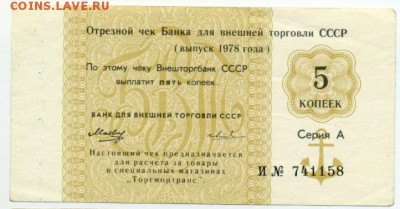 COINS.LAVE.RU
Отрезной чек Банка для внешней торговли СССР
(выпуск 1978 года)
По этому чеку Внешторгбанк СССР
выплатит пять копеек.
5
КОПЕЕК
БАНК ДЛЯ ВНЕШНЕЙ ТОРГОВЛИ СССР
Серия А
Настоящий чек предназначается
для расчета за товары
в специальных магазинах
"Торгмортранс".
И № 741158